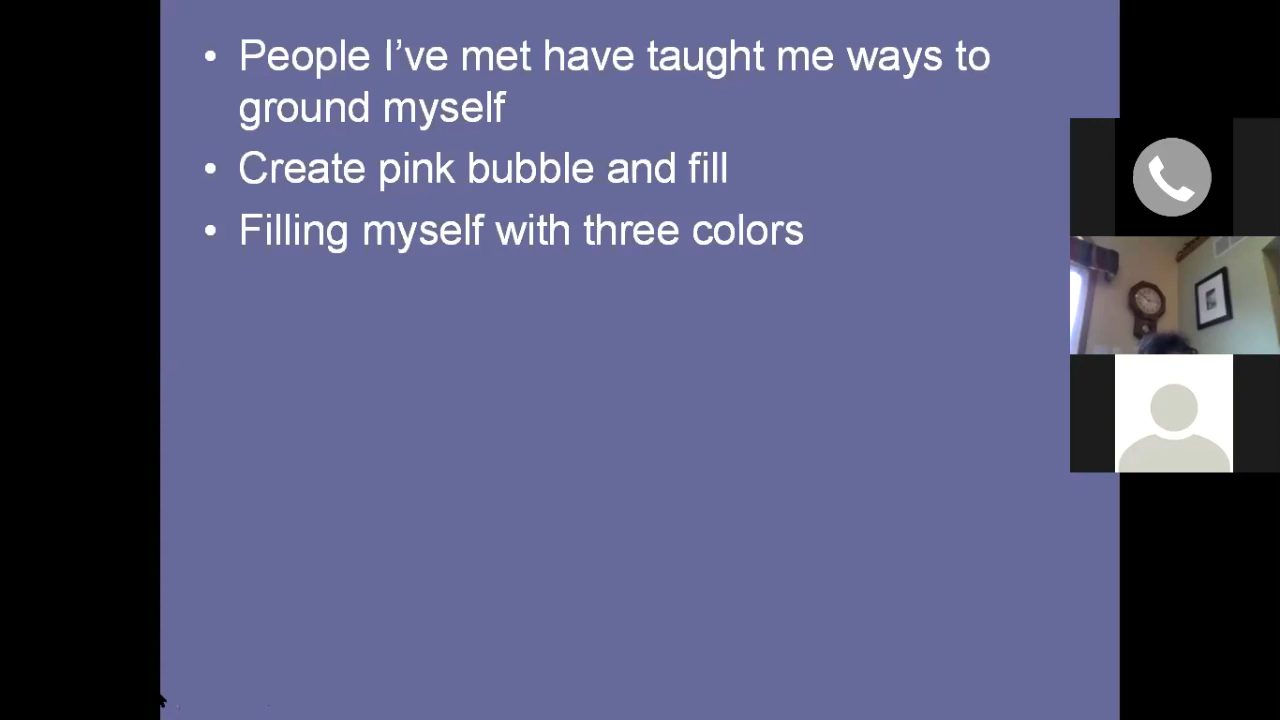 • People I’ve met have taught me ways to
ground myself
• Create pink bubble and fill
• Filling myself with three colors